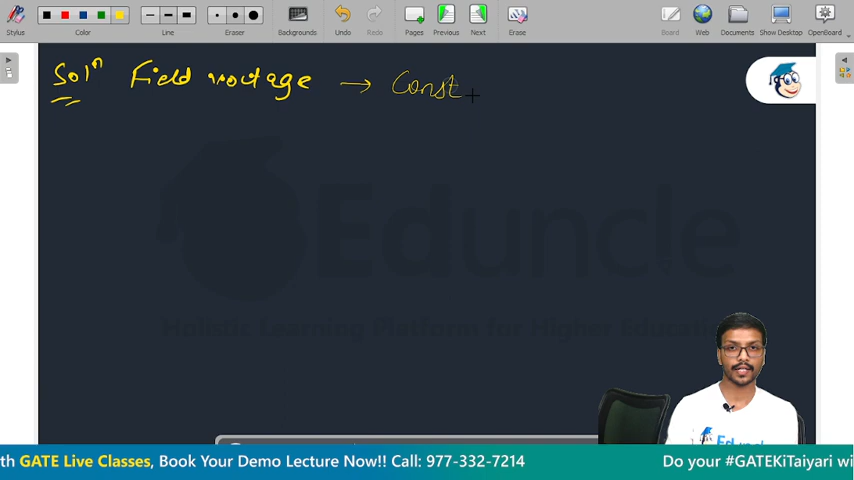 Stylus
Color
Line
Eraser
Backgrounds
Undo
Redo
Pages
Previous
Next
Erase
Board
Web
Documents
Show Desktop
OpenBoard
Solⁿ Field voltage → Const
Eduncle
Holistic Learning Platform for Higher Educat
th GATE Live Classes, Book Your Demo Lecture Now!! Call: 977-332-7214 Do your #GATEKiTaiyari wi